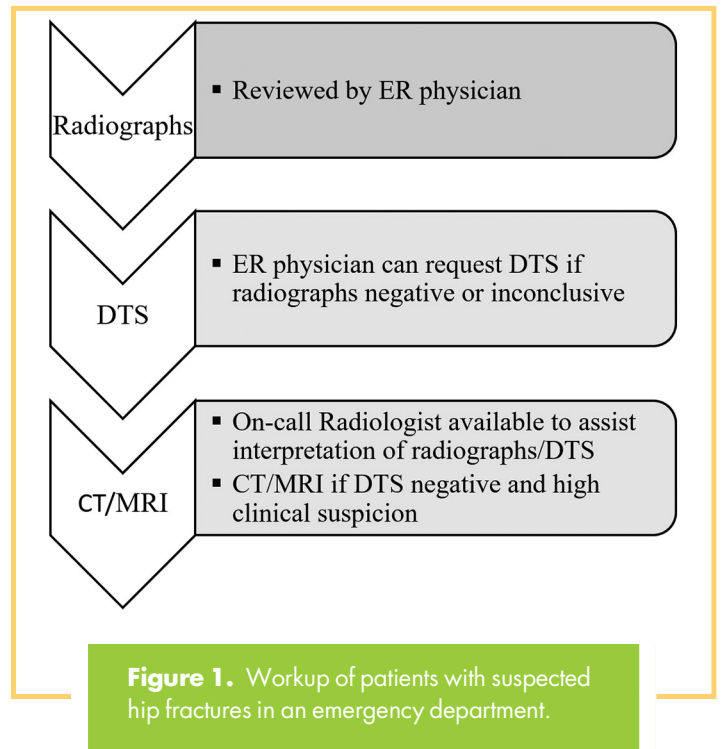 Radiographs
▪ Reviewed by ER physician
DTS
▪ ER physician can request DTS if
radiographs negative or inconclusive
CT/MRI
▪ On-call Radiologist available to assist
interpretation of radiographs/DTS
▪ CT/MRI if DTS negative and high
clinical suspicion
Figure 1. Workup of patients with suspected
hip fractures in an emergency department.